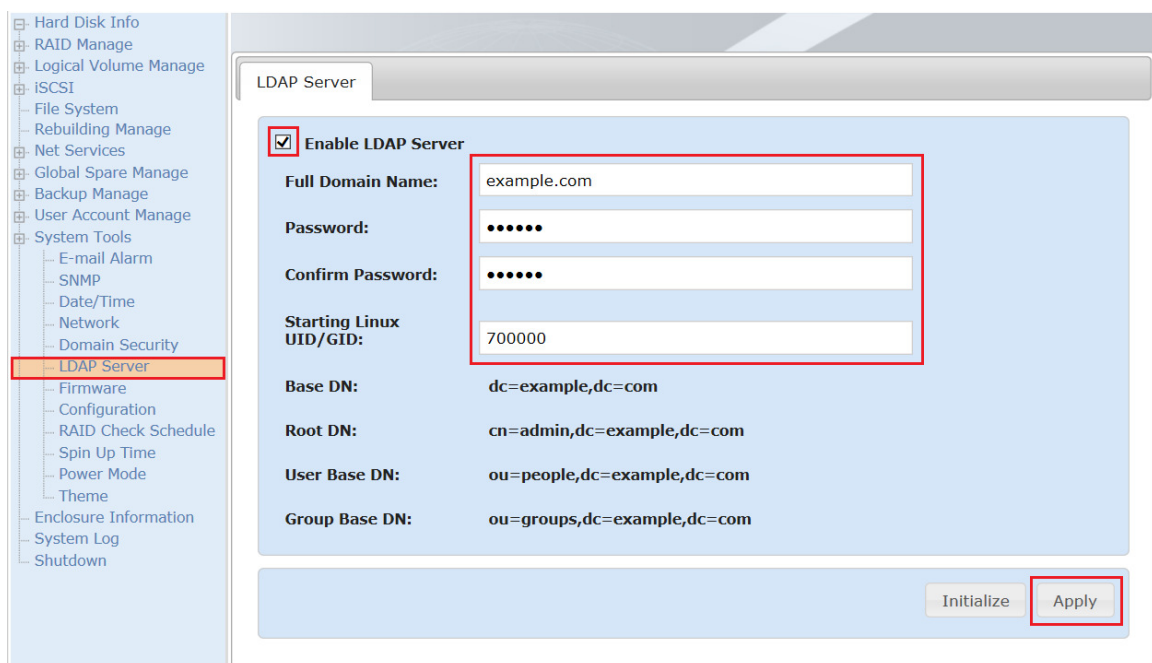 Hard Disk Info
RAID Manage
Logical Volume Manage
iSCSI
File System
Rebuilding Manage
Net Services
Global Spare Manage
Backup Manage
User Account Manage
System Tools
E-mail Alarm
SNMP
Date/Time
Network
Domain Security
LDAP Server
Firmware
Configuration
RAID Check Schedule
Spin Up Time
Power Mode
Theme
Enclosure Information
System Log
Shutdown
LDAP Server
Enable LDAP Server
Full Domain Name: example.com
Password: ••••••
Confirm Password: ••••••
Starting Linux
UID/GID: 700000
Base DN: dc=example,dc=com
Root DN: cn=admin,dc=example,dc=com
User Base DN: ou=people,dc=example,dc=com
Group Base DN: ou=groups,dc=example,dc=com
Initialize Apply